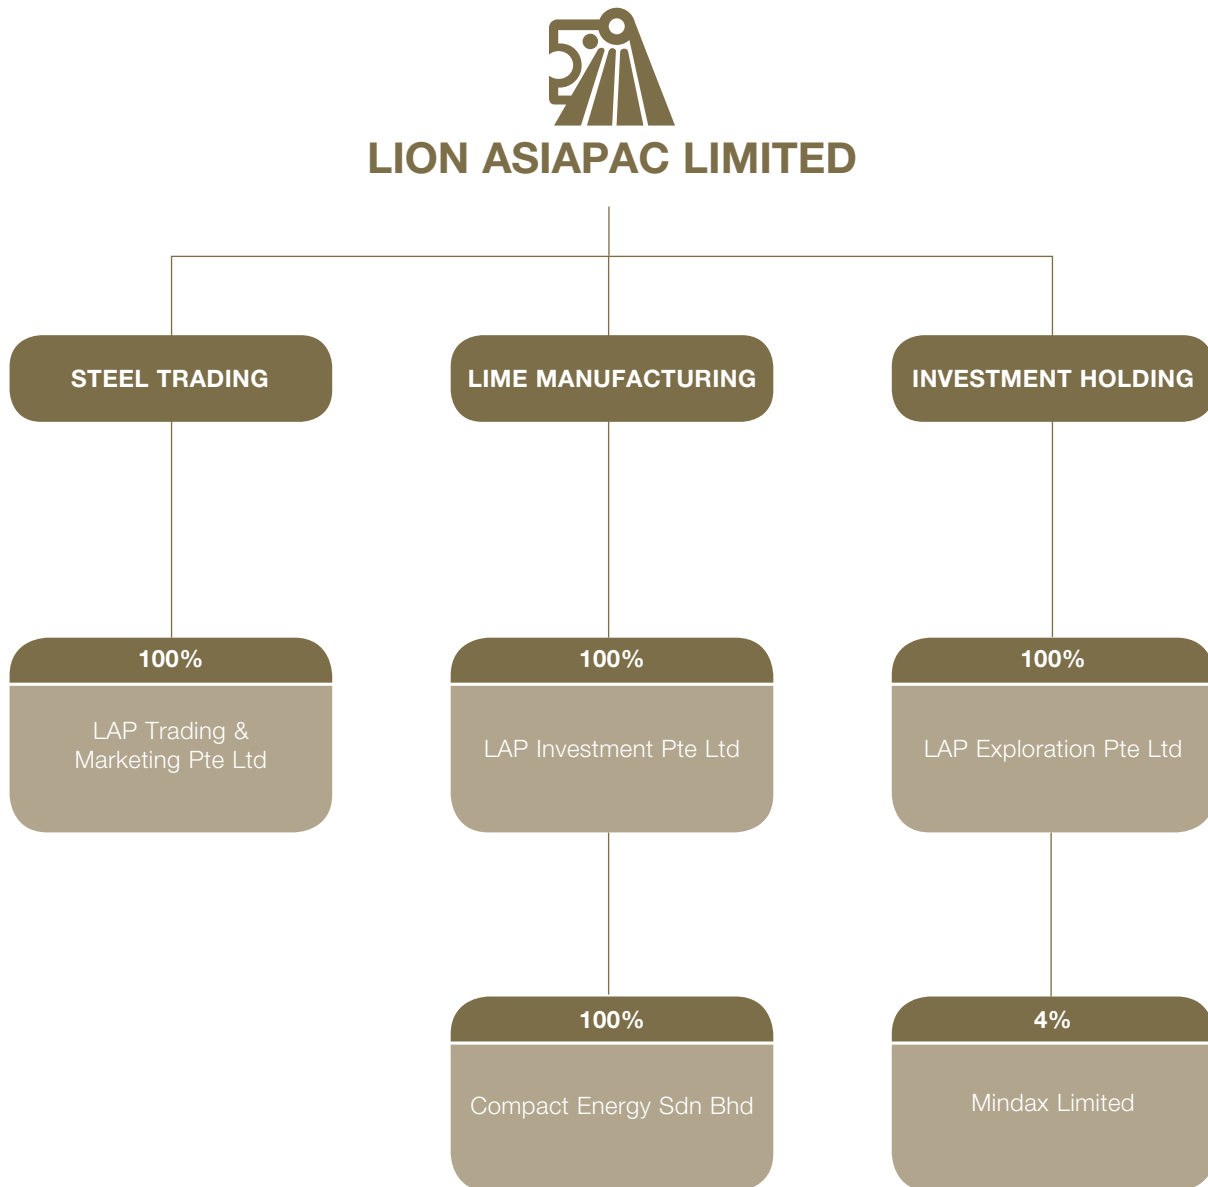 LION ASIAPAC LIMITED
STEEL TRADING
LIME MANUFACTURING
INVESTMENT HOLDING
100%
LAP Trading &
Marketing Pte Ltd
100%
LAP Investment Pte Ltd
100%
LAP Exploration Pte Ltd
100%
Compact Energy Sdn Bhd
4%
Mindax Limited